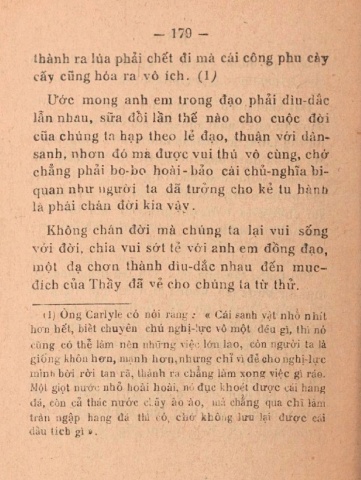 — 179 —
thành ra lúa phải chết đi mà cái công phu cày
cấy cũng hóa ra vô ích. (1)
Ước mong anh em trong đạo phải dìu-dắc
lẫn nhau, sữa đồi lần thế nào cho cuộc đời
của chúng ta hạp theo lẻ đạo, thuận với dân-
sanh, nhơn đó mà được vui thú vô cùng, chớ
chẳng phải bo-bo hoài-bảo cái chủ-nghĩa bi-
quan như người ta đã tưởng cho kẻ tu hành
là phải chán đời kia vậy.
Không chán đời mà chúng ta lại vui sống
với đời, chia vui sớt tẻ với anh em đồng đạo,
một dạ chơn thành dìu-dắc nhau đến mục-
đích của Thầy đã vẽ cho chúng ta từ thử.
(1) Ông Carlyle có nói rằng : « Cái sanh vật nhỏ nhít
hơn hết, biết chuyên chú nghị-lực vô một đều gì, thì nó
cũng có thể làm nên những việc lớn lao, còn người ta là
giống khôn hơn, mạnh hơn, nhưng chỉ vì để cho nghị-lực
mình bời rời tan rã, thành ra chẳng làm xong việc gì ráo.
Một giọt nước nhỏ hoài hoài, nó đục khoét được cái hang
đá, còn cả thác nước chảy ào ào, mà chẳng qua chỉ làm
tràn ngập hang đá thì có, chớ không lưu lại được cái
dấu tích gì ».